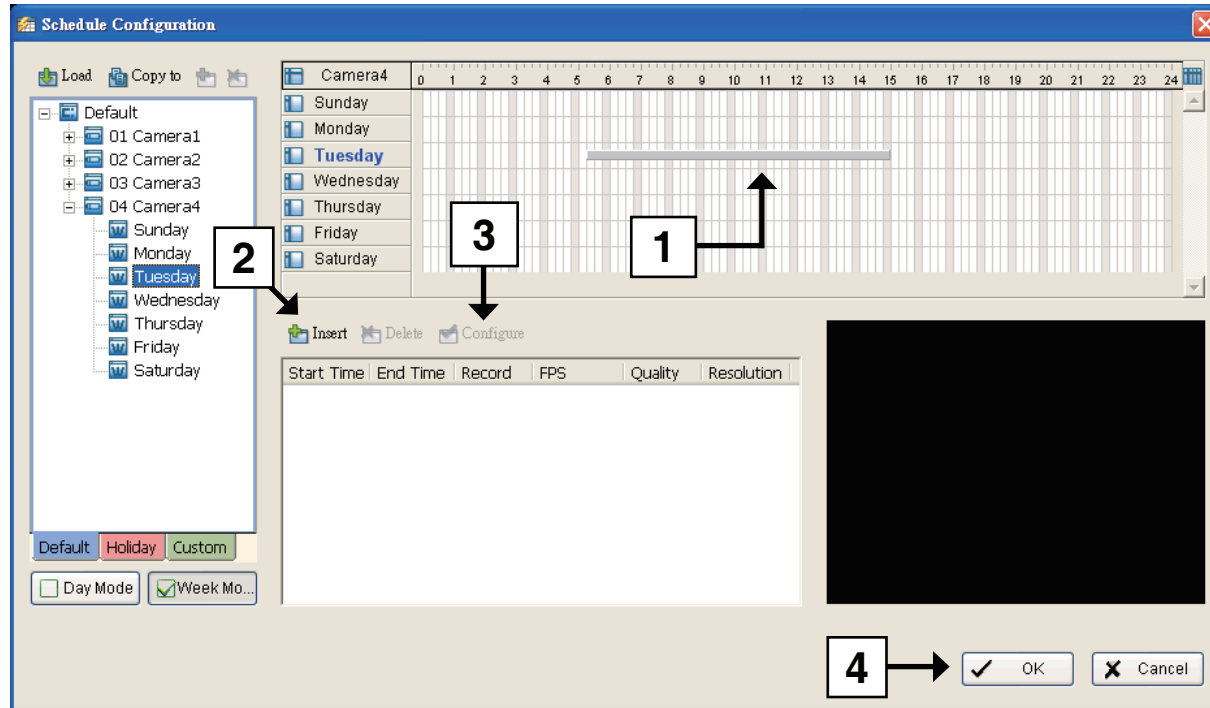 Schedule Configuration
Load Copy to
Default
01 Camera1
02 Camera2
03 Camera3
04 Camera4
Sunday
Monday
Tuesday
Wednesday
Thursday
Friday
Saturday
Default Holiday Custom
Day Mode Week Mo...
Camera4 0 1 2 3 4 5 6 7 8 9 10 11 12 13 14 15 16 17 18 19 20 21 22 23 24
Sunday
Monday
Tuesday
Wednesday
Thursday
Friday
Saturday
1
2
3
Insert Delete Configure
Start Time End Time Record FPS Quality Resolution
4
OK Cancel